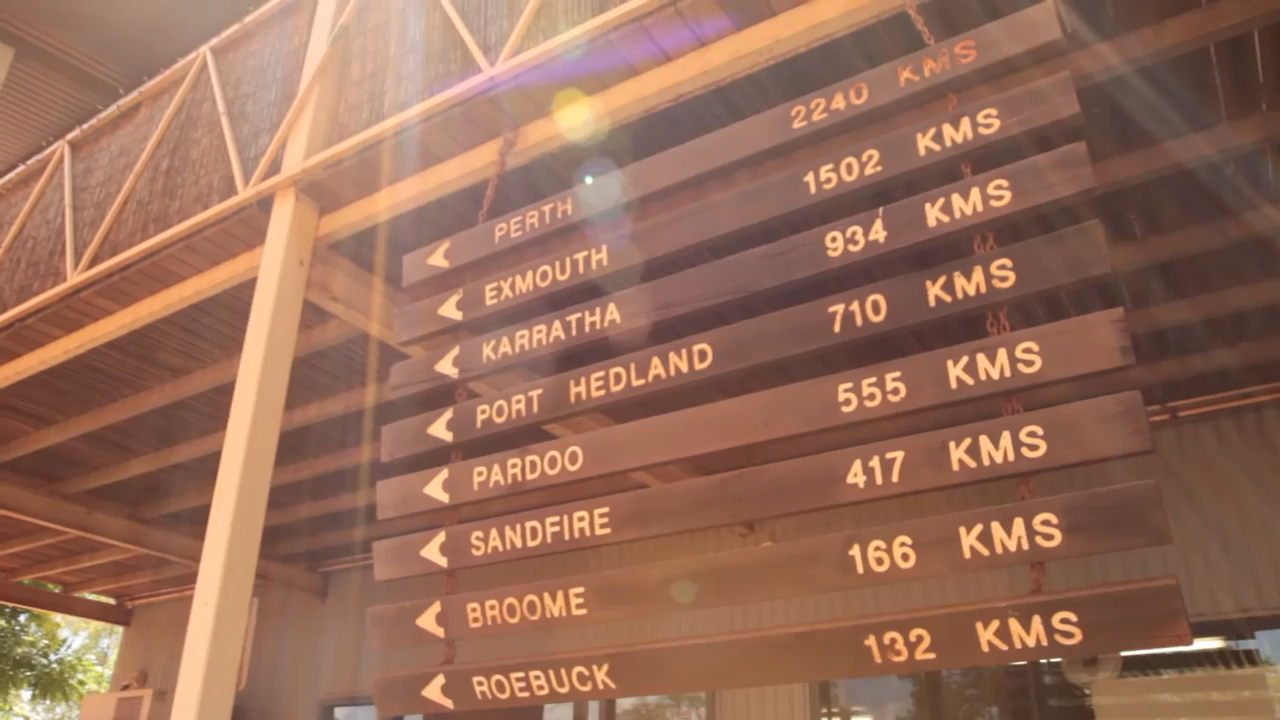 PERTH 2240 KMS
EXMOUTH 1502 KMS
KARRATHA 934 KMS
PORT HEDLAND 710 KMS
PARDOO 555 KMS
SANDFIRE 417 KMS
BROOME 166 KMS
ROEBUCK 132 KMS